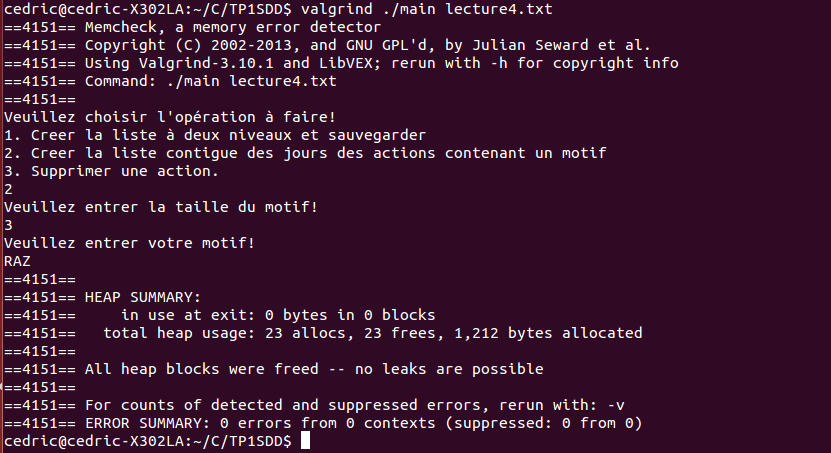 cedric@cedric-X302LA:~/C/TP1SDD$ valgrind ./main lecture4.txt
==4151== Memcheck, a memory error detector
==4151== Copyright (C) 2002-2013, and GNU GPL'd, by Julian Seward et al.
==4151== Using Valgrind-3.10.1 and LibVEX; rerun with -h for copyright info
==4151== Command: ./main lecture4.txt
==4151==
Veuillez choisir l'opération à faire!
1. Creer la liste à deux niveaux et sauvegarder
2. Creer la liste contigue des jours des actions contenant un motif
3. Supprimer une action.
2
Veuillez entrer la taille du motif!
3
Veuillez entrer votre motif!
RAZ
==4151==
==4151== HEAP SUMMARY:
==4151==     in use at exit: 0 bytes in 0 blocks
==4151==   total heap usage: 23 allocs, 23 frees, 1,212 bytes allocated
==4151==
==4151== All heap blocks were freed -- no leaks are possible
==4151==
==4151== For counts of detected and suppressed errors, rerun with: -v
==4151== ERROR SUMMARY: 0 errors from 0 contexts (suppressed: 0 from 0)
cedric@cedric-X302LA:~/C/TP1SDD$